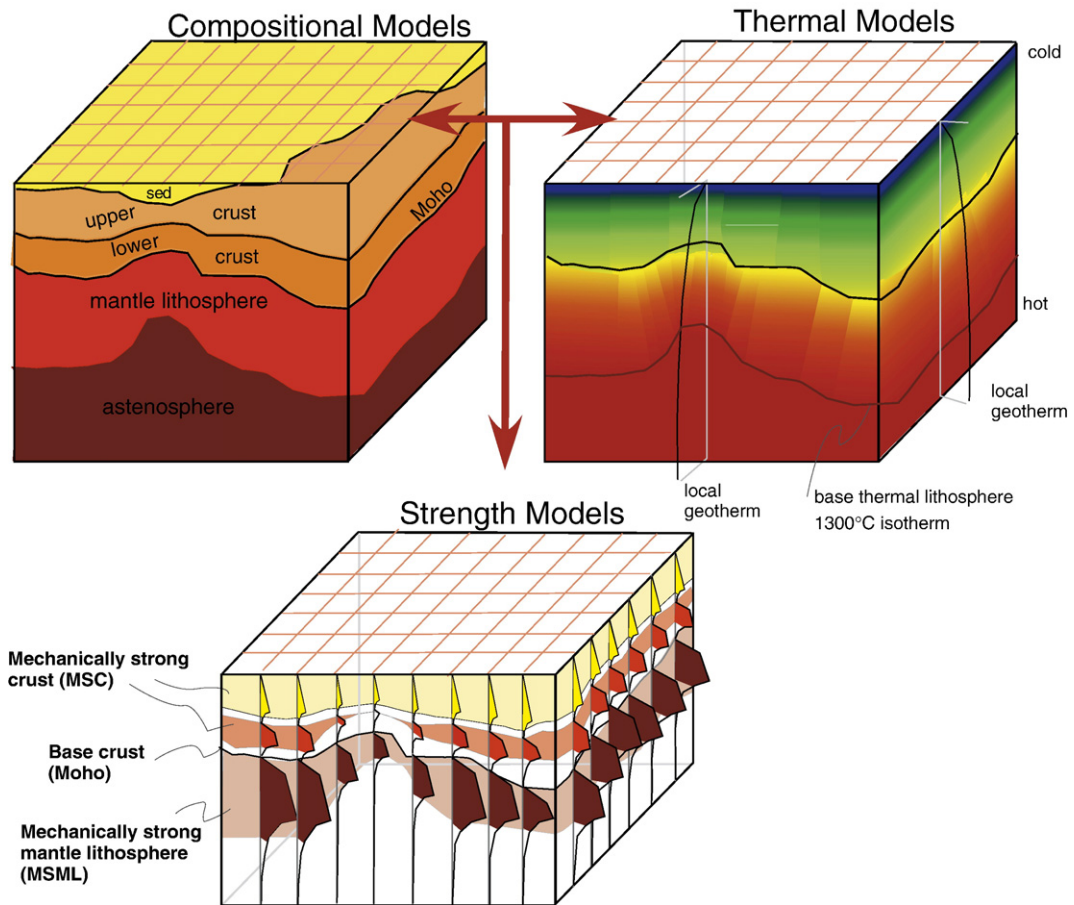 Compositional Models
Thermal Models
cold
sed
upper
crust
Moho
lower
crust
mantle lithosphere
hot
astenosphere
local
geotherm
local
geotherm
base thermal lithosphere
1300°C isotherm
Strength Models
Mechanically strong
crust (MSC)
Base crust
(Moho)
Mechanically strong
mantle lithosphere
(MSML)